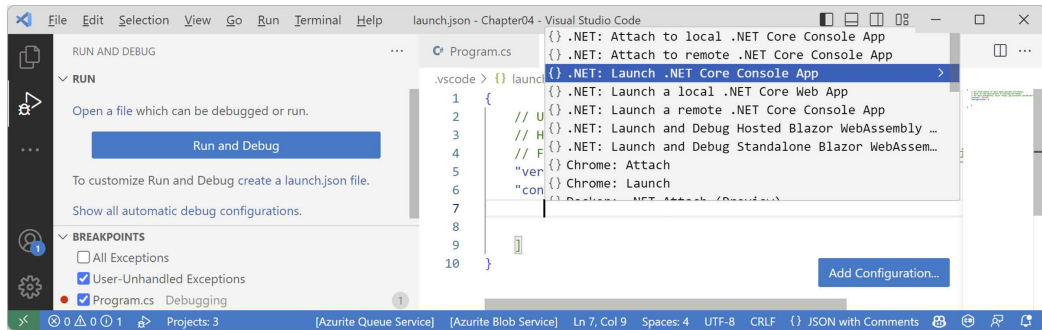 File Edit Selection View Go Run Terminal Help launch.json - Chapter04 - Visual Studio Code
RUN AND DEBUG ...
RUN
Open a file which can be debugged or run.
Run and Debug
To customize Run and Debug create a launch.json file.
Show all automatic debug configurations.
BREAKPOINTS
All Exceptions
User-Unhandled Exceptions
Program.cs Debugging 1
Program.cs
.vscode > {} launch
1 {
2 // U
3 // H
4 // F
5 "ver
6 "con
7
8
9 ]
10 }
{} .NET: Attach to local .NET Core Console App
{} .NET: Attach to remote .NET Core Console App
{} .NET: Launch .NET Core Console App >
{} .NET: Launch a local .NET Core Web App
{} .NET: Launch a remote .NET Core Console App
{} .NET: Launch and Debug Hosted Blazor WebAssembly …
{} .NET: Launch and Debug Standalone Blazor WebAssem…
{} Chrome: Attach
{} Chrome: Launch
{} Docker: .NET Attach (Preview)
Add Configuration...
1
0 0 1 Projects: 3 [Azurite Queue Service] [Azurite Blob Service] Ln 7, Col 9 Spaces: 4 UTF-8 CRLF {} JSON with Comments